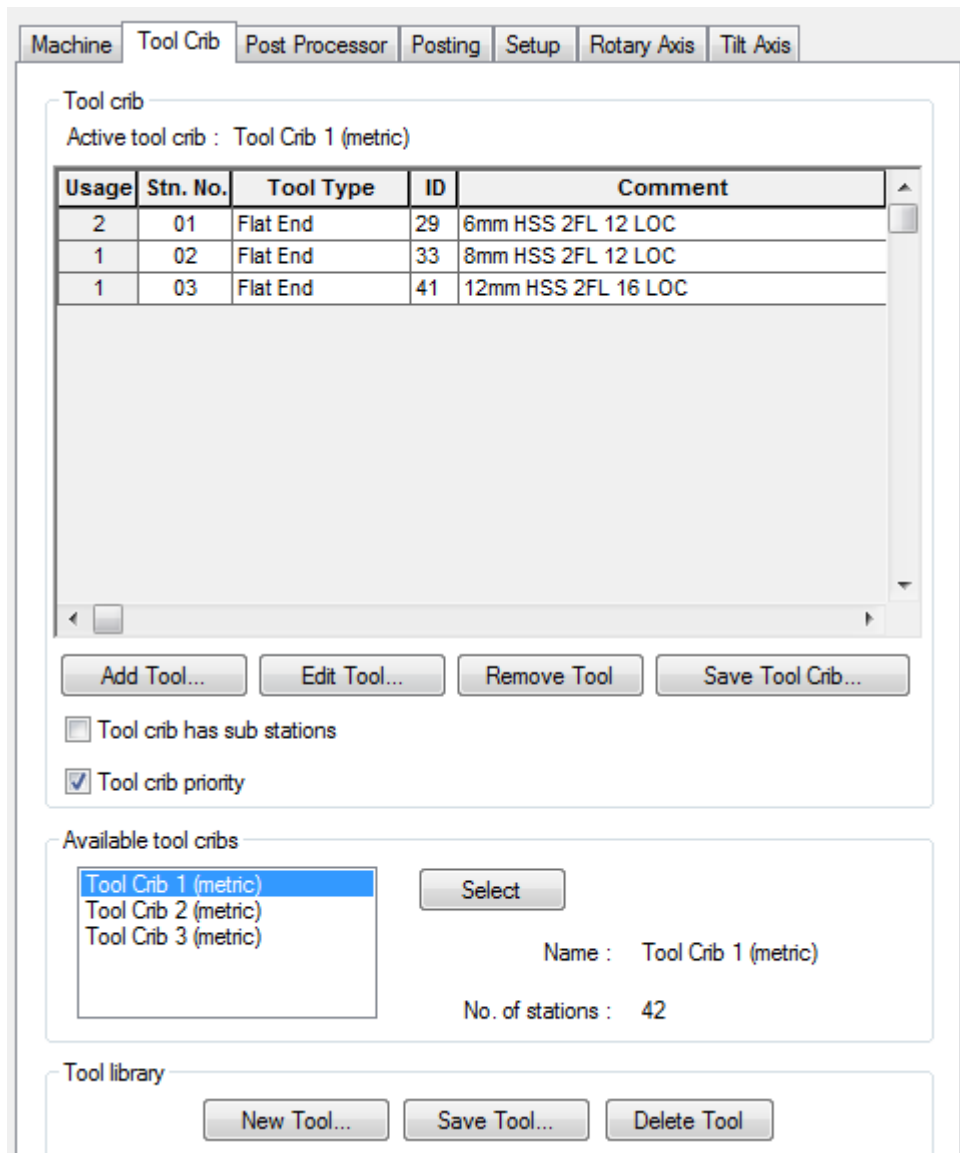 Machine Tool Crib Post Processor Posting Setup Rotary Axis Tilt Axis
Tool crib
Active tool crib : Tool Crib 1 (metric)
Usage Stn. No. Tool Type ID Comment
2 01 Flat End 29 6mm HSS 2FL 12 LOC
1 02 Flat End 33 8mm HSS 2FL 12 LOC
1 03 Flat End 41 12mm HSS 2FL 16 LOC
Add Tool... Edit Tool... Remove Tool Save Tool Crib...
Tool crib has sub stations
Tool crib priority
Available tool cribs
Tool Crib 1 (metric)
Tool Crib 2 (metric)
Tool Crib 3 (metric)
Select
Name : Tool Crib 1 (metric)
No. of stations : 42
Tool library
New Tool... Save Tool... Delete Tool